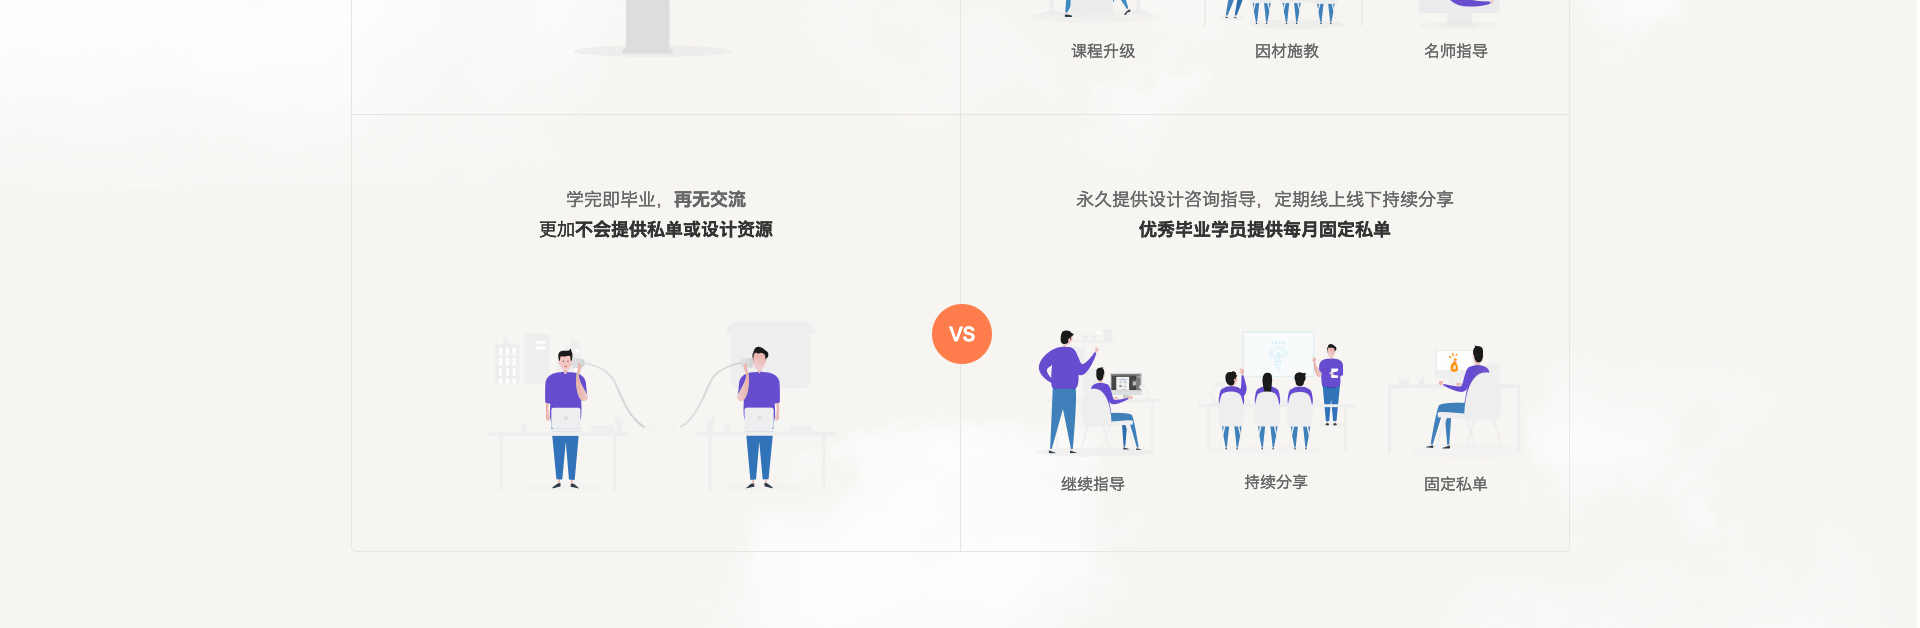 课程升级
因材施教
名师指导
学完即毕业，再无交流
更加不会提供私单或设计资源
永久提供设计咨询指导，定期线上线下持续分享
优秀毕业学员提供每月固定私单
VS
继续指导
持续分享
固定私单